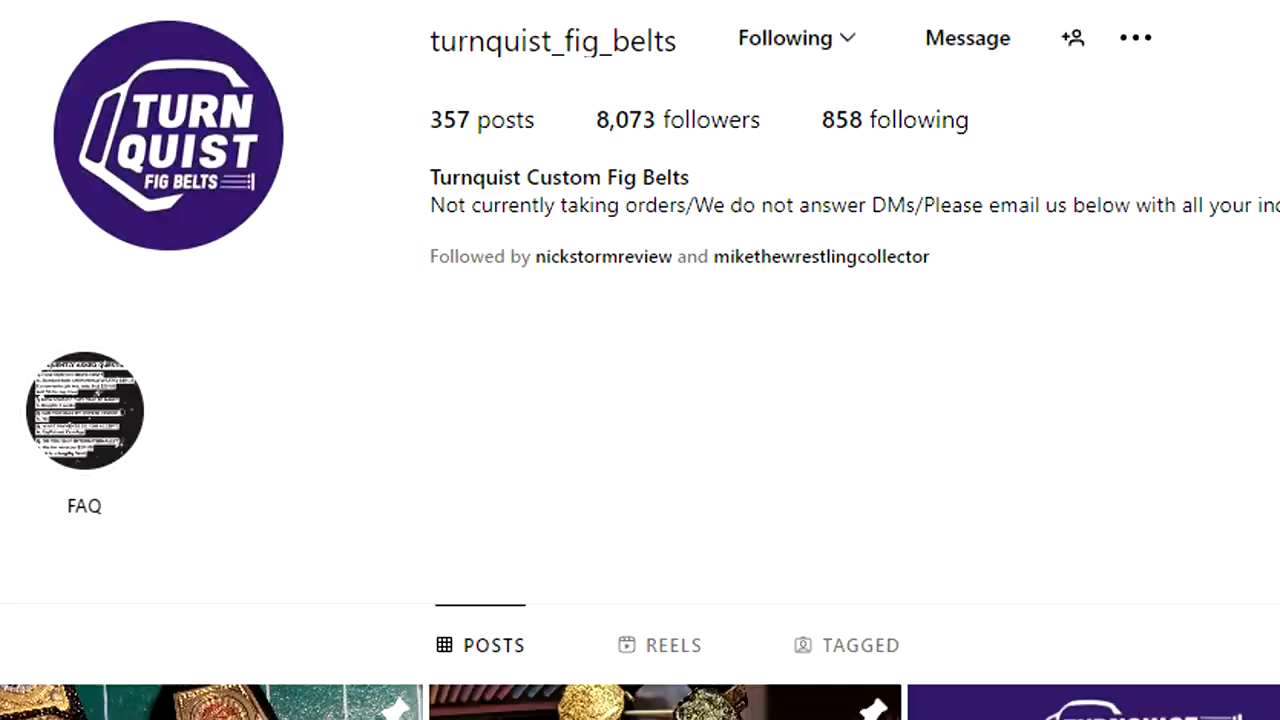 TURN
QUIST
FIG BELTS
turnquist_fig_belts
Following
Message
357 posts
8,073 followers
858 following
Turnquist Custom Fig Belts
Not currently taking orders/We do not answer DMs/Please email us below with all your
Followed by nickstormreview and mikethewrestlingcollector
FAQ
POSTS
REELS
TAGGED